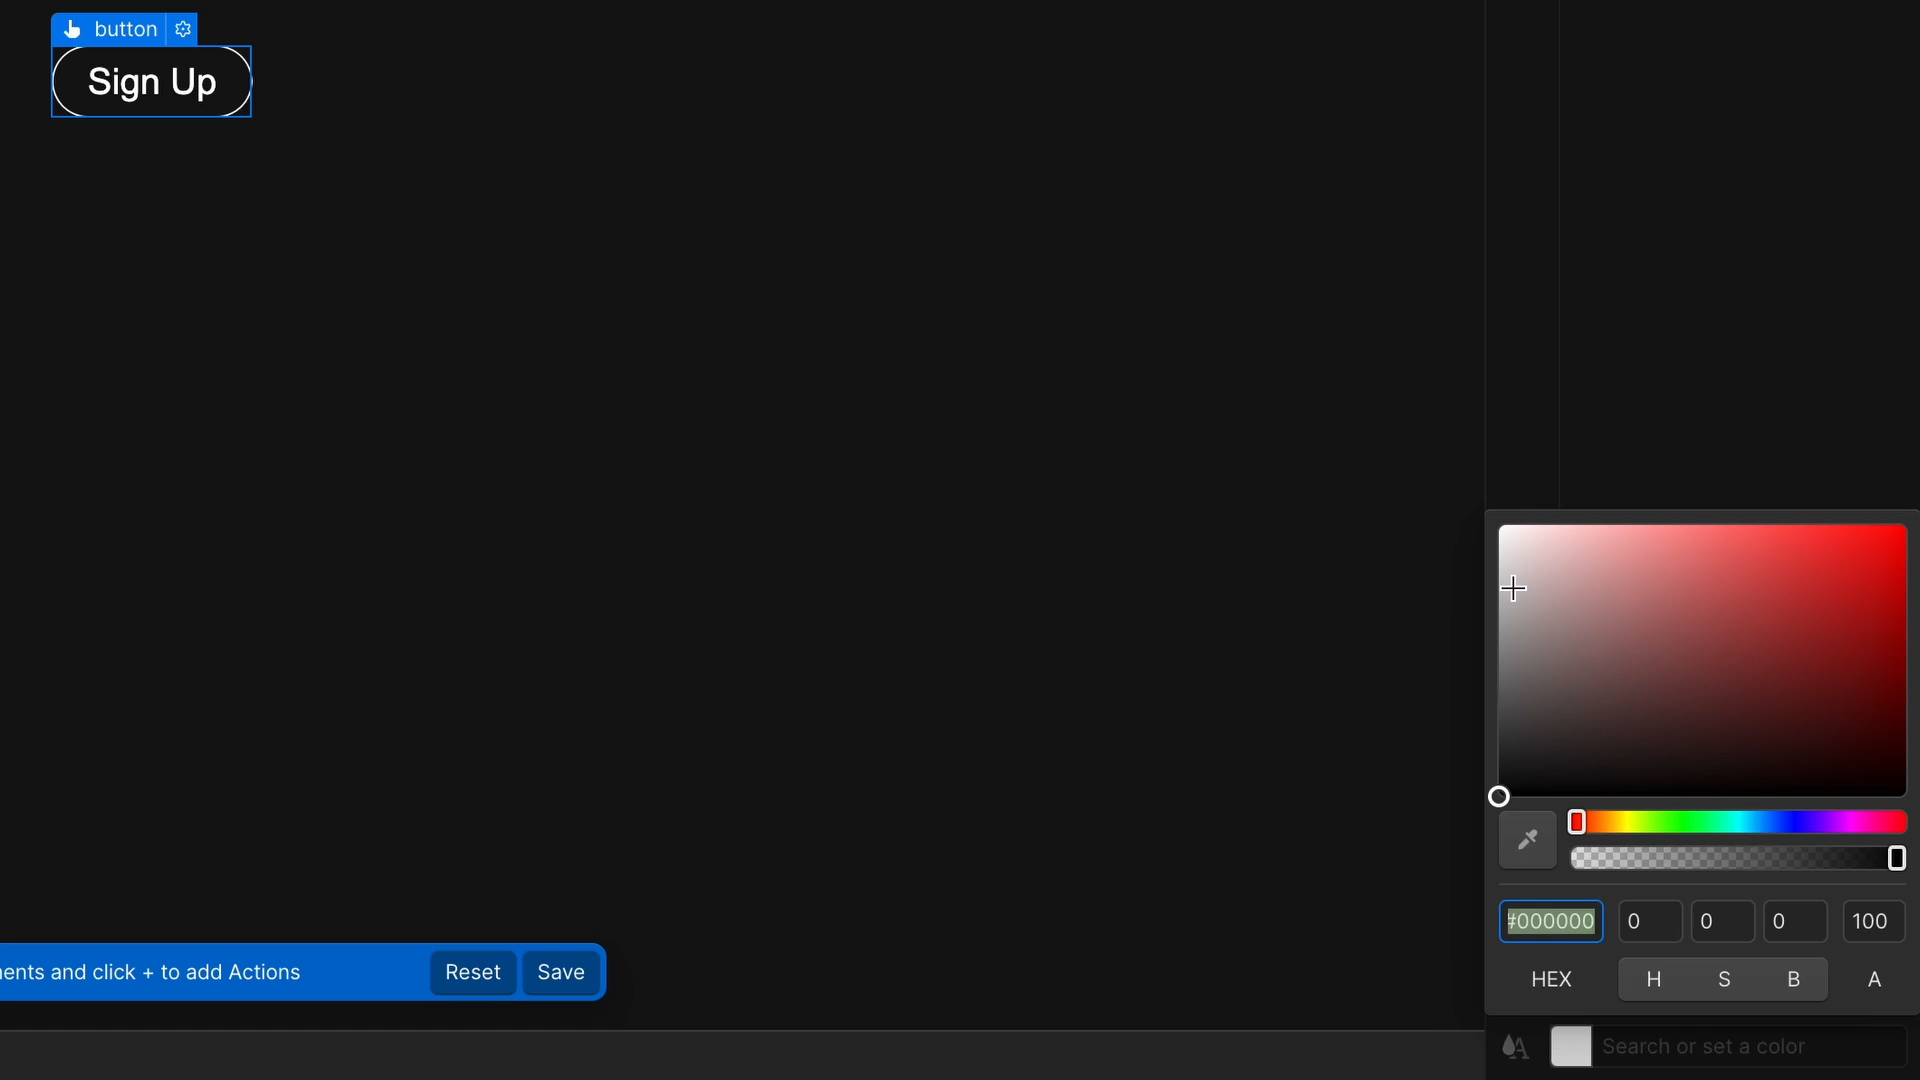 button
Sign Up
#000000
0
0
0
100
HEX
H
S
B
A
ents and click + to add Actions
Reset
Save
Search or set a color